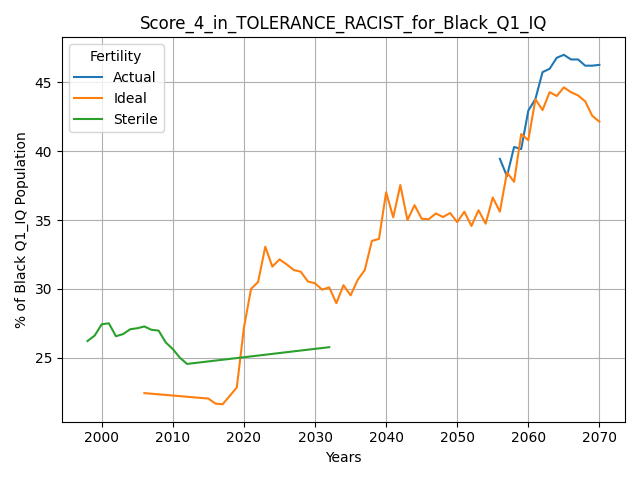 Score_4_in_TOLERANCE_RACIST_for_Black_Q1_IQ
Fertility
Actual
Ideal
Sterile
% of Black Q1_IQ Population
45
40
35
30
25
2000 2010 2020 2030 2040 2050 2060 2070
Years